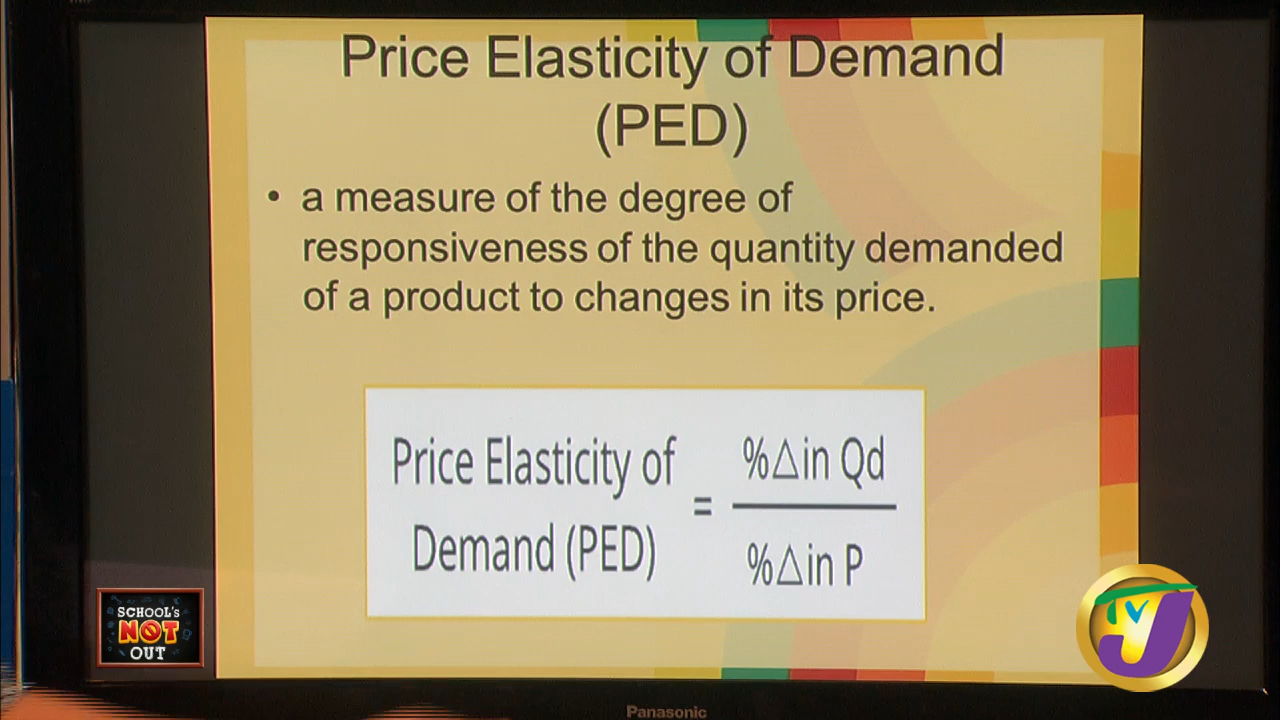 Price Elasticity of Demand
(PED)
• a measure of the degree of
responsiveness of the quantity demanded
of a product to changes in its price.
Price Elasticity of
Demand (PED)
=
%△in Qd
%△in P
SCHOOL's
NOT
OUT
TVJ
Panasonic